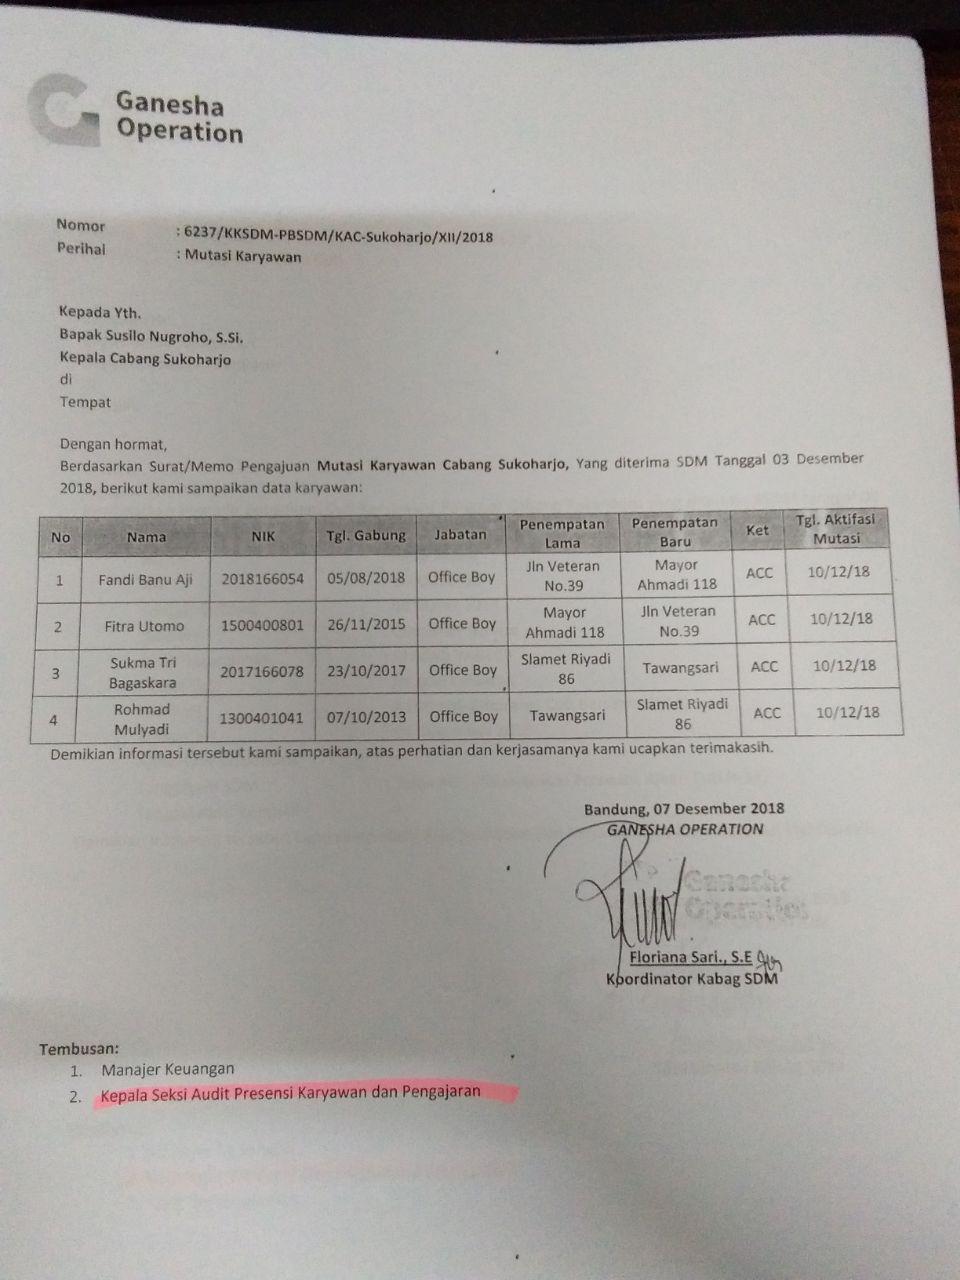 Ganesha
Operation
Nomor : 6237/KKSDM-PBSDM/KAC-Sukoharjo/XII/2018
Perihal : Mutasi Karyawan
Kepada Yth.
Bapak Susilo Nugroho, S.Si.
Kepala Cabang Sukoharjo
di
Tempat
Dengan hormat,
Berdasarkan Surat/Memo Pengajuan Mutasi Karyawan Cabang Sukoharjo, Yang diterima SDM Tanggal 03 Desember
2018, berikut kami sampaikan data karyawan:
No Nama NIK Tgl. Gabung Jabatan Penempatan Lama Penempatan Baru Ket Tgl. Aktifasi Mutasi
1 Fandi Banu Aji 2018166054 05/08/2018 Office Boy Jln Veteran No.39 Mayor Ahmadi 118 ACC 10/12/18
2 Fitra Utomo 1500400801 26/11/2015 Office Boy Mayor Ahmadi 118 Jln Veteran No.39 ACC 10/12/18
3 Sukma Tri Bagaskara 2017166078 23/10/2017 Office Boy Slamet Riyadi 86 Tawangsari ACC 10/12/18
4 Rohmad Mulyadi 1300401041 07/10/2013 Office Boy Tawangsari Slamet Riyadi 86 ACC 10/12/18
Demikian informasi tersebut kami sampaikan, atas perhatian dan kerjasamanya kami ucapkan terimakasih.
Bandung, 07 Desember 2018
GANESHA OPERATION
Ganesha
Operation
Floriana Sari., S.E
Koordinator Kabag SDM
Tembusan:
1. Manajer Keuangan
2. Kepala Seksi Audit Presensi Karyawan dan Pengajaran